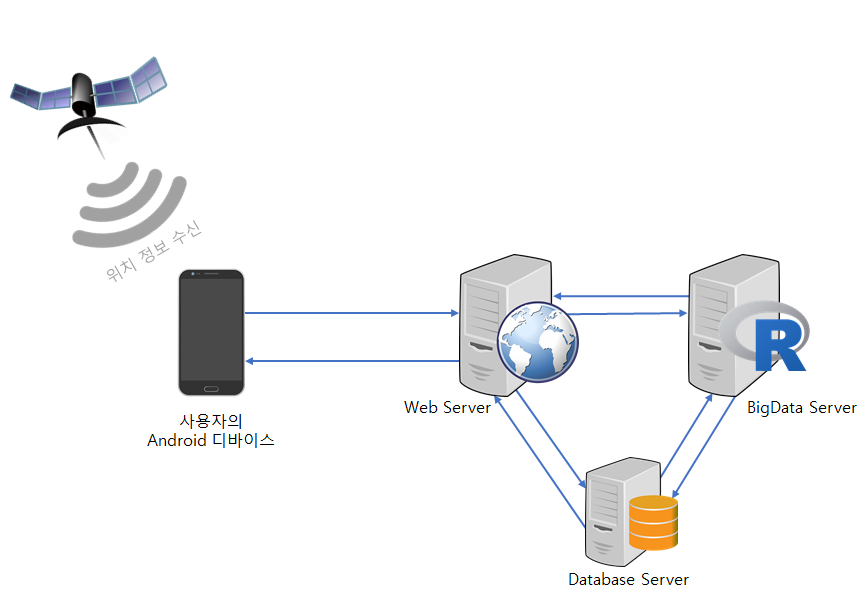 위치 정보 수신
사용자의
Android 디바이스
Web Server
R
BigData Server
Database Server